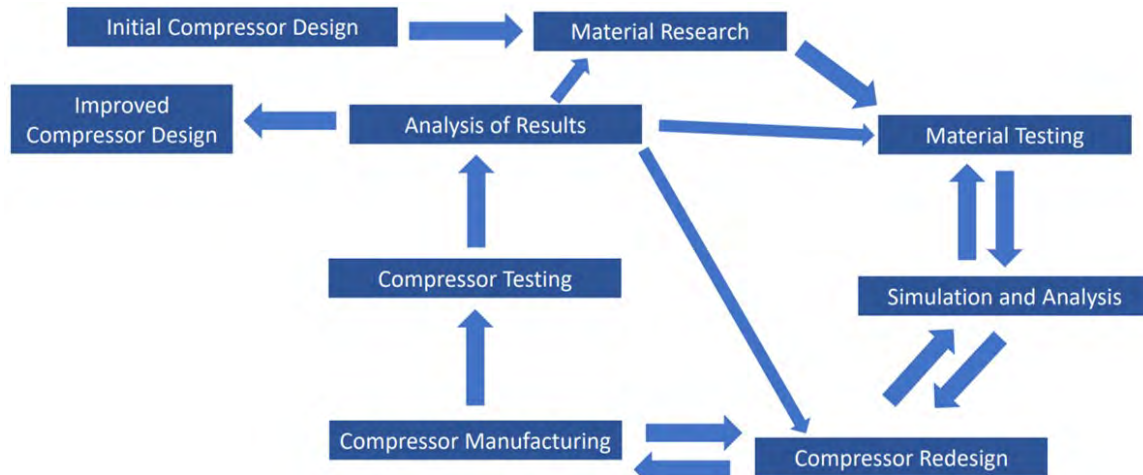 Initial Compressor Design
Material Research
Improved
Compressor Design
Analysis of Results
Material Testing
Compressor Testing
Simulation and Analysis
Compressor Manufacturing
Compressor Redesign